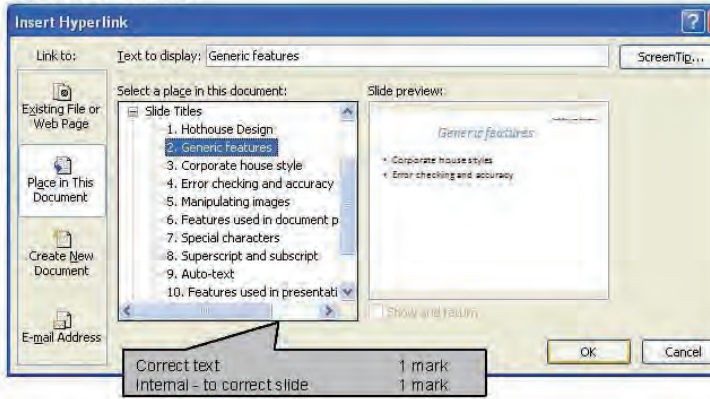 Insert Hyperlink
Link to:
Text to display: Generic features
ScreenTip...
Existing File or Web Page
Place in This Document
Create New Document
E-mail Address
Select a place in this document:
Slide Titles
1. Hothouse Design
2. Generic features
3. Corporate house style
4. Error checking and accuracy
5. Manipulating images
6. Features used in document p
7. Special characters
8. Superscript and subscript
9. Auto-text
10. Features used in presentati
Slide preview:
Generic features
• Corporate house styles
• Error checking and accuracy
Show and return
OK
Cancel
Correct text 1 mark
Internal - to correct slide 1 mark